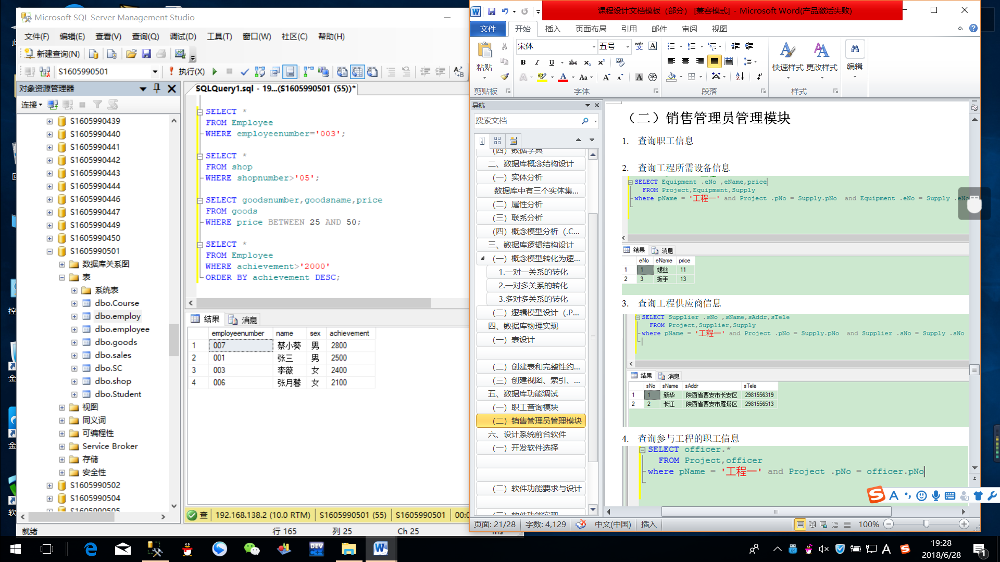 Microsoft SQL Server Management Studio
文件(F) 编辑(E) 查看(V) 查询(Q) 调试(D) 工具(T) 窗口(W) 社区(C) 帮助(H)
新建查询(N)
S1605990501 执行(X)
对象资源管理器
连接
S1605990439
S1605990440
S1605990441
S1605990442
S1605990443
S1605990444
S1605990446
S1605990447
S1605990449
S1605990450
S1605990501
数据库关系图
表
系统表
dbo.Course
dbo.employ
dbo.employee
dbo.goods
dbo.sales
dbo.SC
dbo.shop
dbo.Student
视图
同义词
可编程性
Service Broker
存储
安全性
S1605990502
S1605990504
S1605990505
SQLQuery1.sql - 19...(S1605990501 (55))*
SELECT *
FROM Employee
WHERE employeenumber='003';
SELECT *
FROM shop
WHERE shopnumber>'05';
SELECT goodsnumber,goodsname,price
FROM goods
WHERE price BETWEEN 25 AND 50;
SELECT *
FROM Employee
WHERE achievement>'2000'
ORDER BY achievement DESC;
结果 消息
employeenumber name sex achievement
1 007 蔡小葵 男 2800
2 001 张三 男 2500
3 003 李薇 女 2400
4 006 张月馨 女 2100
查 192.168.138.2 (10.0 RTM) S1605990501 (55) S1605990501 00:0
就绪 行 165 列 25 Ch 25 Ins
课程设计文档模板（部分） [兼容模式] - Microsoft Word(产品激活失败)
文件 开始 插入 页面布局 引用 邮件 审阅 视图
粘贴 宋体 五号 快速样式 更改样式 编辑
剪贴板 字体 段落 样式
导航
搜索文档
(四) 数据字典
二、数据库概念结构设计
(一) 实体分析
数据库中有三个实体集...
(二) 属性分析
(三) 联系分析
(四) 概念模型分析（.C...
三、数据库逻辑结构设计
(一) 概念模型转化为逻...
1.一对一关系的转化
2.一对多关系的转化
3.多对多关系的转化
(二) 逻辑模型设计（.P...
四、数据库物理实现
(一) 表设计
(二) 创建表和完整性约...
(三) 创建视图、索引、...
五、数据库功能调试
(一) 职工查询模块
(二) 销售管理员管理模块
六、设计系统前台软件
(一) 开发软件选择
(二) 软件功能要求与设计
(三) 软件功能实现
（二）销售管理员管理模块
1. 查询职工信息
2. 查询工程所需设备信息
SELECT Equipment .eNo ,eName,price
FROM Project,Equipment,Supply
where pName = '工程一' and Project .pNo = Supply.pNo and Equipment .eNo = Supply .eNo
结果 消息
eNo eName price
1 1 螺丝 11
2 3 扳手 13
3. 查询工程供应商信息
SELECT Supplier .sNo ,sName,sAddr,sTele
FROM Project,Supplier,Supply
where pName = '工程一' and Project .pNo = Supply.pNo and Supplier .sNo = Supply .sNo
结果 消息
sNo sName sAddr sTele
1 1 新华 陕西省西安市长安区 2981556319
2 2 长江 陕西省西安市雁塔区 2981556513
4. 查询参与工程的职工信息
SELECT officer.*
FROM Project,officer
where pName = '工程一' and Project .pNo = officer.pNo
页面: 21/28 字数: 4,129 中文(中国) 插入 100%
19:28
2018/6/28